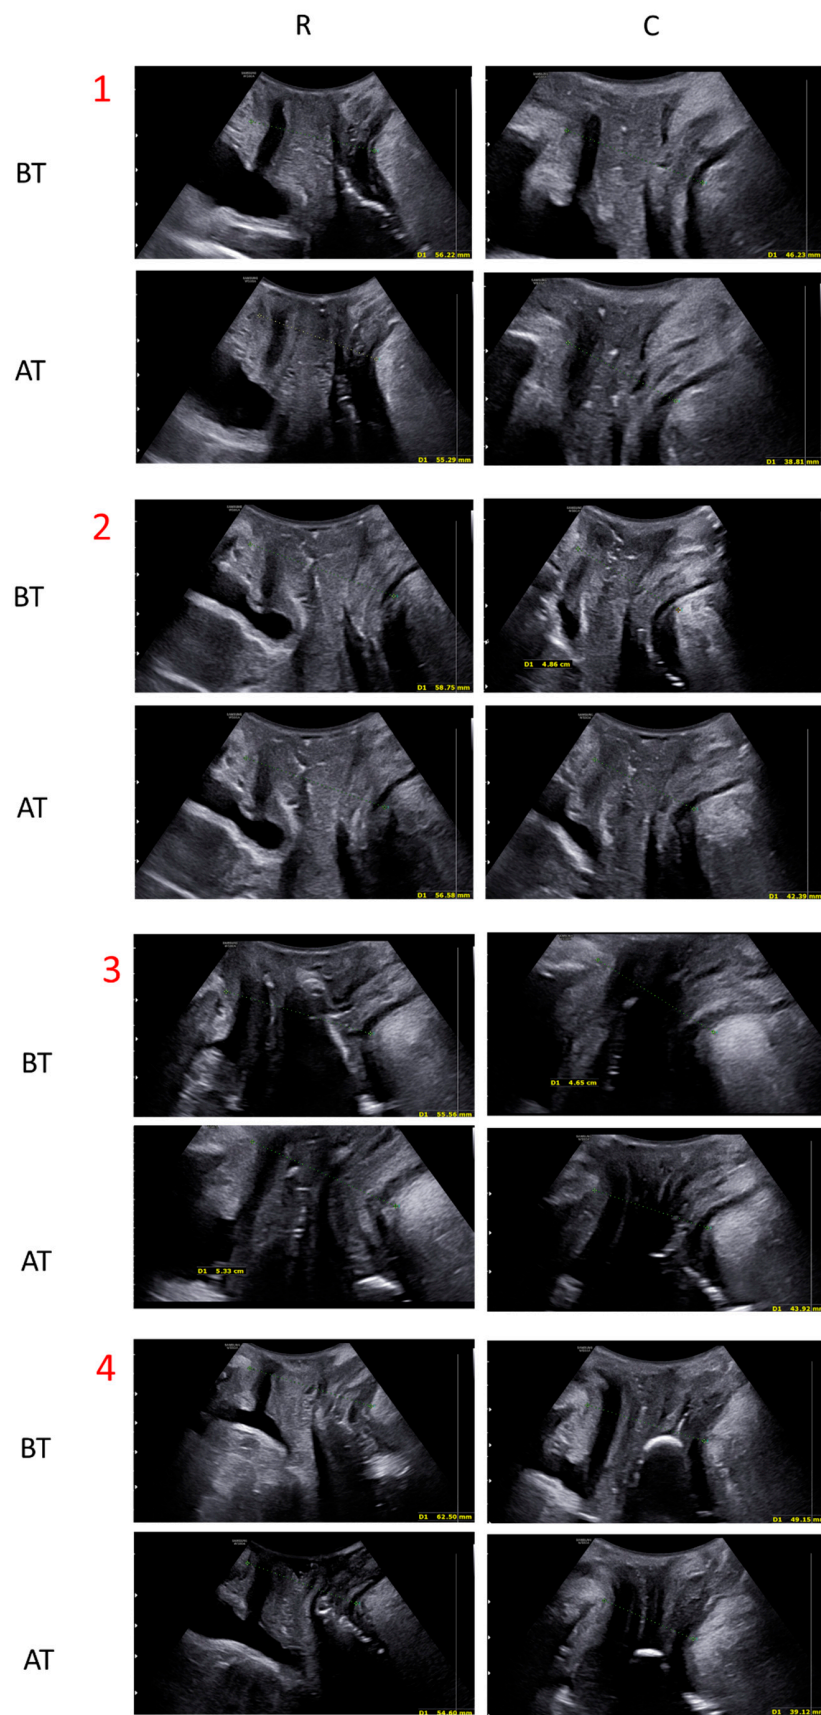 R C
1
BT
D1 56.22 mm
D1 46.23 mm
AT
D1 55.29 mm
D1 38.81 mm
2
BT
D1 58.75 mm
D1 4.86 cm
AT
D1 56.58 mm
D1 42.39 mm
3
BT
D1 55.56 mm
D1 4.65 cm
AT
D1 5.33 cm
D1 43.92 mm
4
BT
D1 62.50 mm
D1 49.15 mm
AT
D1 54.60 mm
D1 39.12 mm